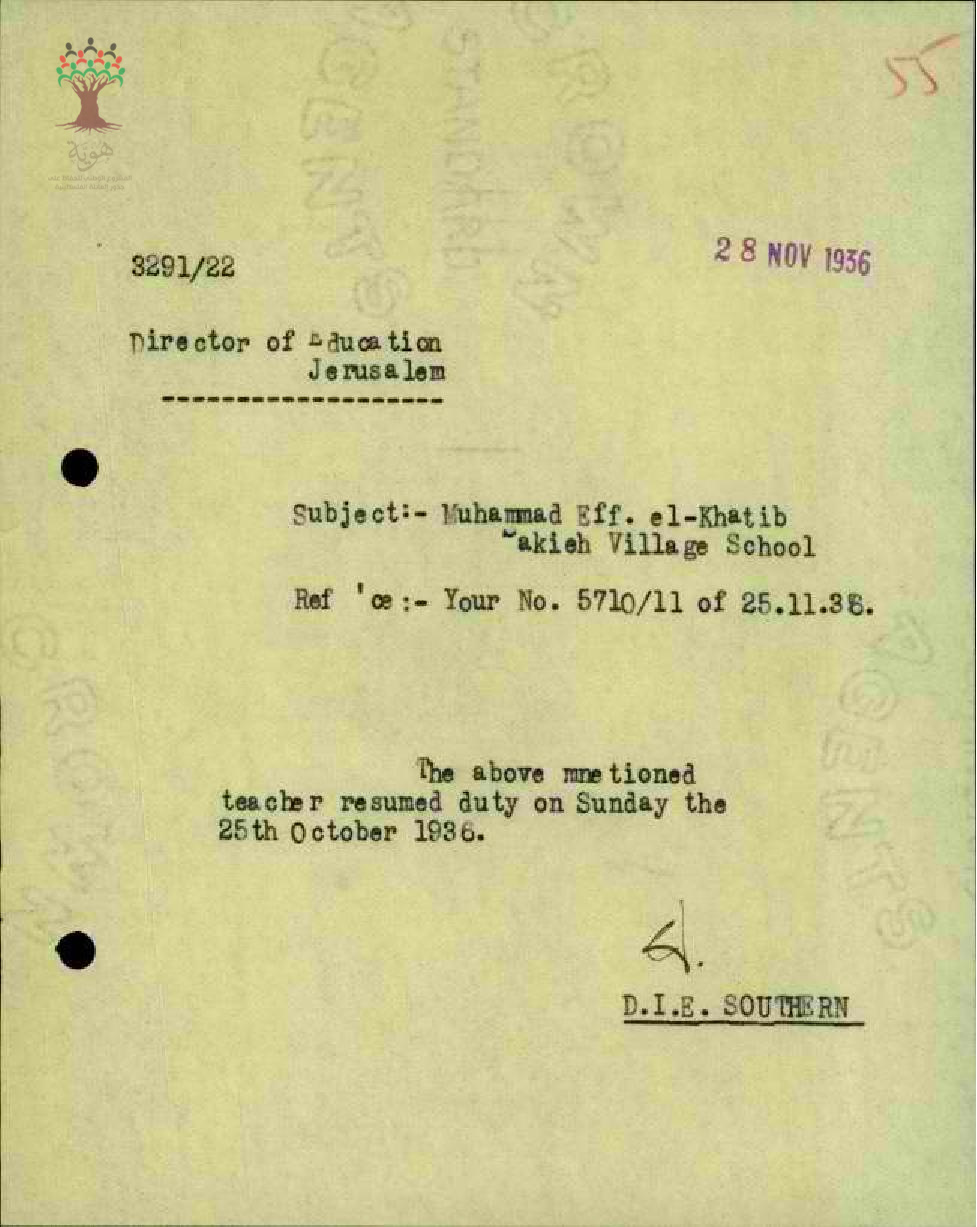 هوية
55
3291/22
28 NOV 1936
Director of Education
Jerusalem
Subject:- Muhammad Eff. el-Khatib
akieh Village School
Ref 'ce:- Your No. 5710/11 of 25.11.36.
The above mnetioned
teacher resumed duty on Sunday the
25th October 1936.
D.I.E. SOUTHERN